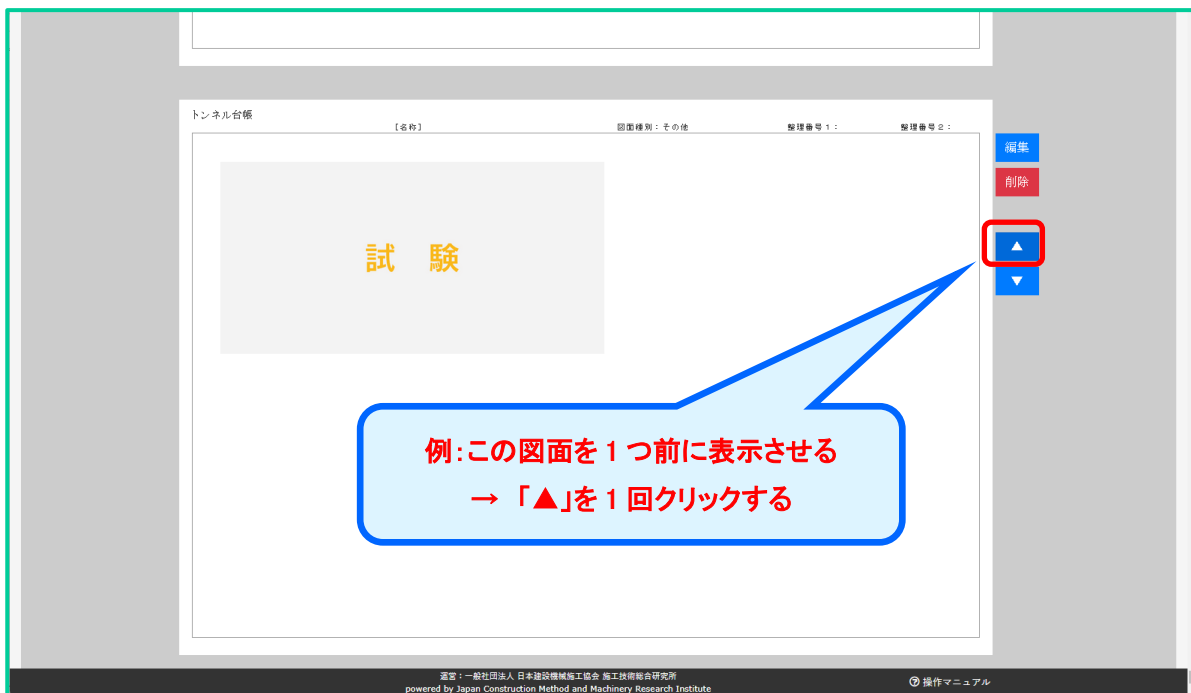 トンネル台帳
【名称】 図面種別：その他 整理番号１： 整理番号２：
編集
削除
試 験
▲
▼
例：この図面を１つ前に表示させる
→ 「▲」を１回クリックする
運営：一般社団法人 日本建設機械施工協会 施工技術総合研究所
powered by Japan Construction Method and Machinery Research Institute
? 操作マニュアル